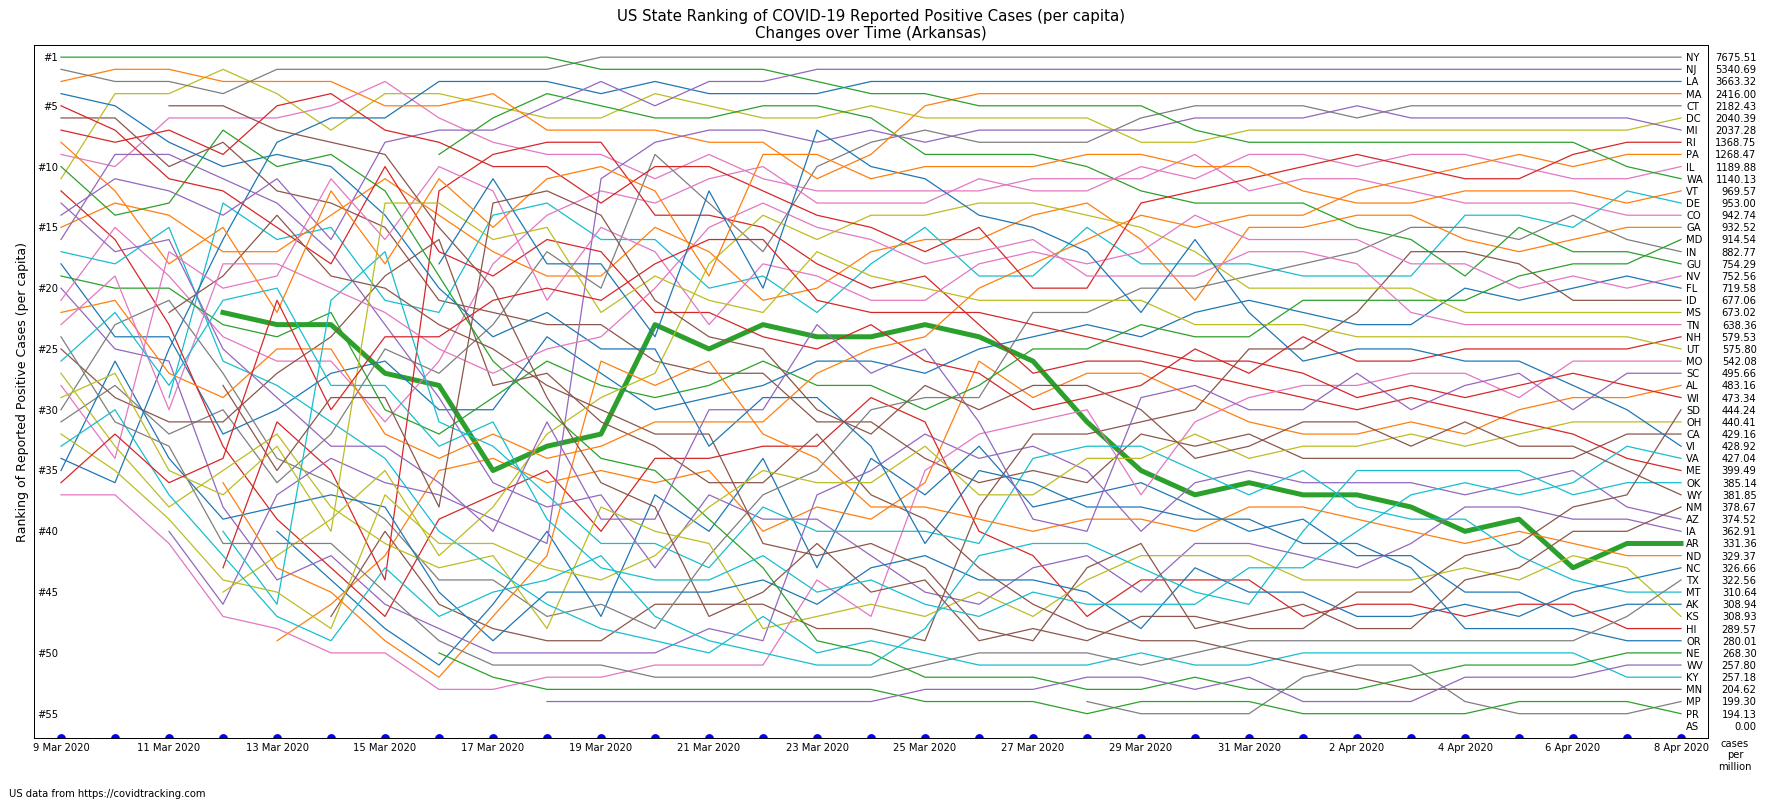 US State Ranking of COVID-19 Reported Positive Cases (per capita)
Changes over Time (Arkansas)
Ranking of Reported Positive Cases (per capita)
#1
#5
#10
#15
#20
#25
#30
#35
#40
#45
#50
#55
NY 7675.51
NJ 5340.69
LA 3663.32
MA 2416.00
CT 2182.43
DC 2040.39
MI 2037.28
RI 1368.75
PA 1268.47
IL 1189.88
WA 1140.13
VT 969.57
DE 953.00
CO 942.74
GA 932.52
MD 914.54
IN 882.77
GU 754.29
NV 752.56
FL 719.58
ID 677.06
MS 673.02
TN 638.36
NH 579.53
UT 575.80
MO 542.08
SC 495.66
AL 483.16
WI 473.34
SD 444.24
OH 440.41
CA 429.16
VI 428.92
VA 427.04
ME 399.49
OK 385.14
WY 381.85
NM 378.67
AZ 374.52
IA 362.91
AR 331.36
ND 329.37
NC 326.66
TX 322.56
MT 310.64
AK 308.94
KS 308.93
HI 289.57
OR 280.01
NE 268.30
WV 257.80
KY 257.18
MN 204.62
MP 199.30
PR 194.13
AS 0.00
9 Mar 2020 11 Mar 2020 13 Mar 2020 15 Mar 2020 17 Mar 2020 19 Mar 2020 21 Mar 2020 23 Mar 2020 25 Mar 2020 27 Mar 2020 29 Mar 2020 31 Mar 2020 2 Apr 2020 4 Apr 2020 6 Apr 2020 8 Apr 2020
cases
per
million
US data from https://covidtracking.com